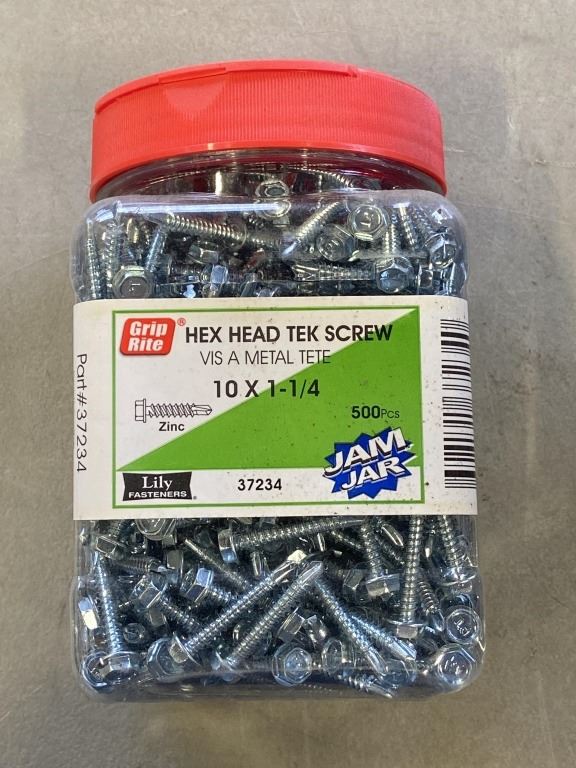 Grip
Rite®
HEX HEAD TEK SCREW
VIS A METAL TETE
10 X 1-1/4
500Pcs
Zinc
JAM
JAR
Lily
FASTENERS®
37234
Part#37234